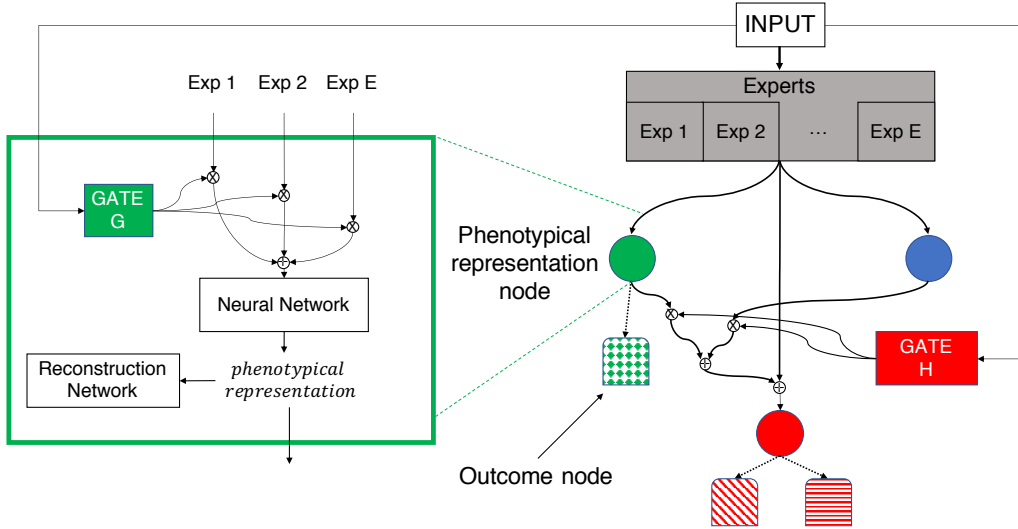 INPUT
Experts
Exp 1
Exp 2
...
Exp E
Exp 1
Exp 2
Exp E
GATE
G
Neural Network
Reconstruction
Network
phenotypical
representation
Phenotypical
representation
node
GATE
H
Outcome node